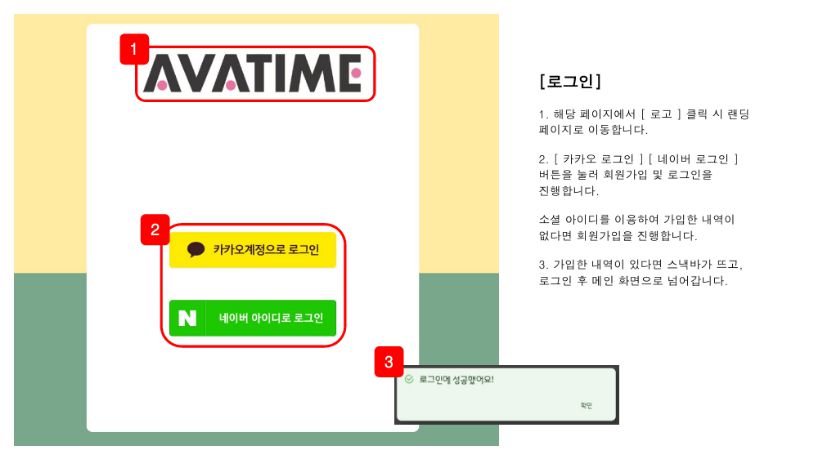 1
AVATIME
2
카카오계정으로 로그인
N 네이버 아이디로 로그인
3
로그인에 성공했어요!
확인
[로그인]
1. 해당 페이지에서 [ 로고 ] 클릭 시 랜딩
페이지로 이동합니다.
2. [ 카카오 로그인 ] [ 네이버 로그인 ]
버튼을 눌러 회원가입 및 로그인을
진행합니다.
소셜 아이디를 이용하여 가입한 내역이
없다면 회원가입을 진행합니다.
3. 가입한 내역이 있다면 스낵바가 뜨고,
로그인 후 메인 화면으로 넘어갑니다.